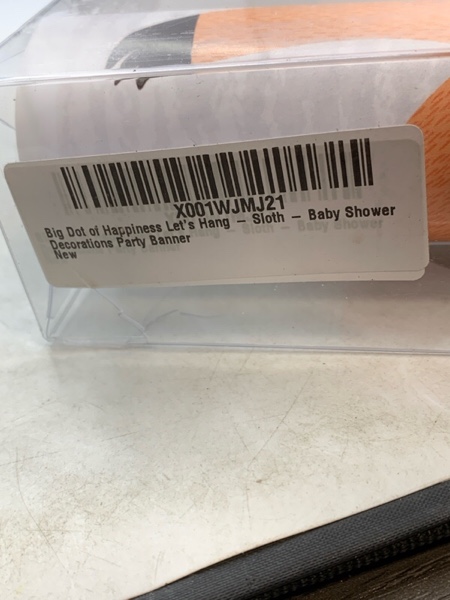 X001WJMJ21
Big Dot of Happiness Let's Hang – Sloth – Baby Shower
Decorations Party Banner
New